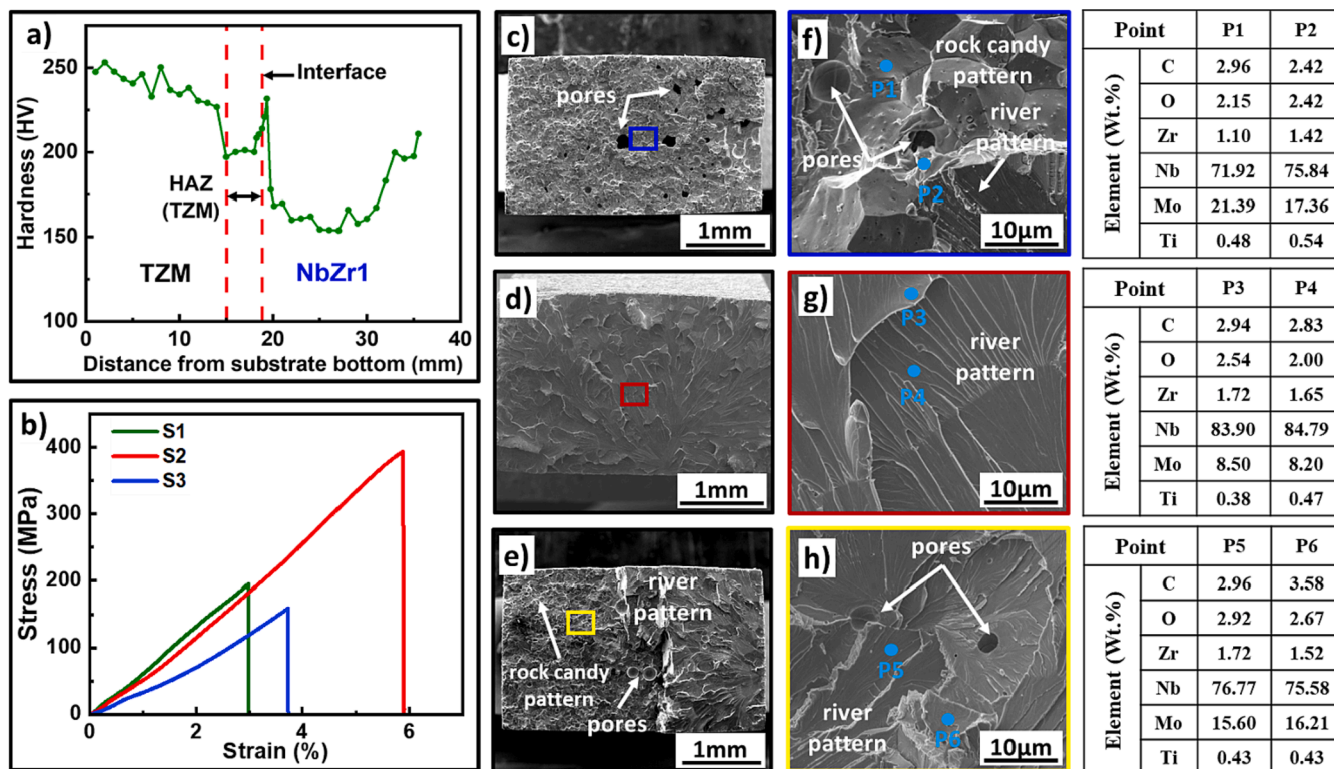 a)
250
200
150
100
Hardness (HV)
Interface
HAZ
(TZM)
TZM
NbZr1
0
10
20
30
40
Distance from substrate bottom (mm)
b)
S1
S2
S3
400
300
200
100
0
Stress (MPa)
0
2
4
6
Strain (%)
c)
pores
1mm
d)
1mm
e)
river
pattern
rock candy
pattern
pores
1mm
f)
rock candy
pattern
P1
river
pattern
pores
P2
10µm
g)
P3
river
pattern
P4
10µm
h)
pores
P5
river
pattern
P6
10µm
Point P1 P2
Element (Wt.%)
C 2.96 2.42
O 2.15 2.42
Zr 1.10 1.42
Nb 71.92 75.84
Mo 21.39 17.36
Ti 0.48 0.54
Point P3 P4
Element (Wt.%)
C 2.94 2.83
O 2.54 2.00
Zr 1.72 1.65
Nb 83.90 84.79
Mo 8.50 8.20
Ti 0.38 0.47
Point P5 P6
Element (Wt.%)
C 2.96 3.58
O 2.92 2.67
Zr 1.72 1.52
Nb 76.77 75.58
Mo 15.60 16.21
Ti 0.43 0.43